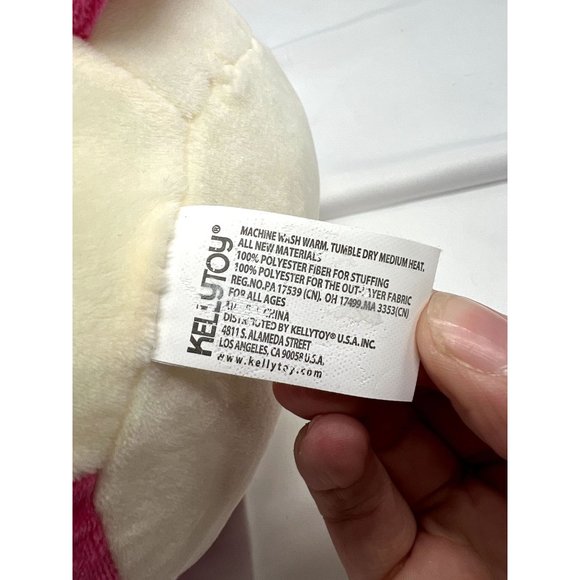 KELLYTOY®
MACHINE WASH WARM. TUMBLE DRY MEDIUM HEAT.
ALL NEW MATERIALS
100% POLYESTER FIBER FOR STUFFING
100% POLYESTER FOR THE OUT-LAYER FABRIC
REG.NO.PA 17539 (CN). OH 17499.MA 3353(CN)
FOR ALL AGES
CHINA
DISTRIBUTED BY KELLYTOY® U.S.A. INC.
4811 S. ALAMEDA STREET
LOS ANGELES, CA 90058 U.S.A.
www.kellytoy.com